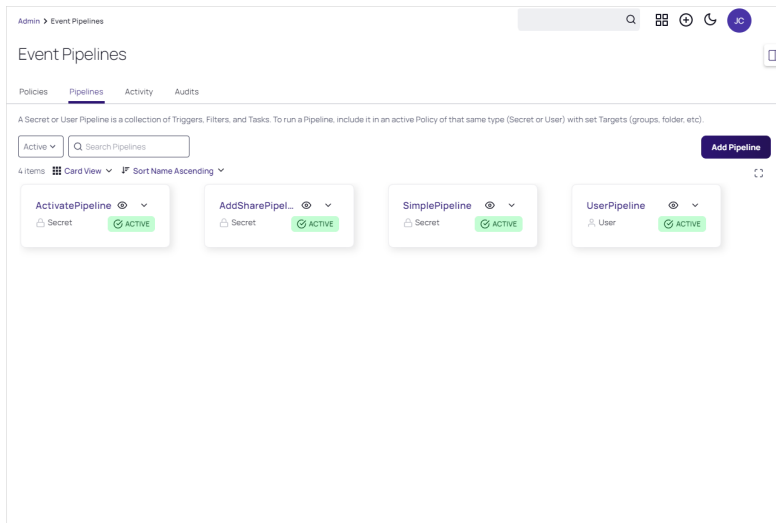 Admin > Event Pipelines
JC
Event Pipelines
Policies Pipelines Activity Audits
A Secret or User Pipeline is a collection of Triggers, Filters, and Tasks. To run a Pipeline, include it in an active Policy of that same type (Secret or User) with set Targets (groups, folder, etc).
Active Search Pipelines Add Pipeline
4 items Card View Sort Name Ascending
ActivatePipeline
Secret ACTIVE
AddSharePipel...
Secret ACTIVE
SimplePipeline
Secret ACTIVE
UserPipeline
User ACTIVE